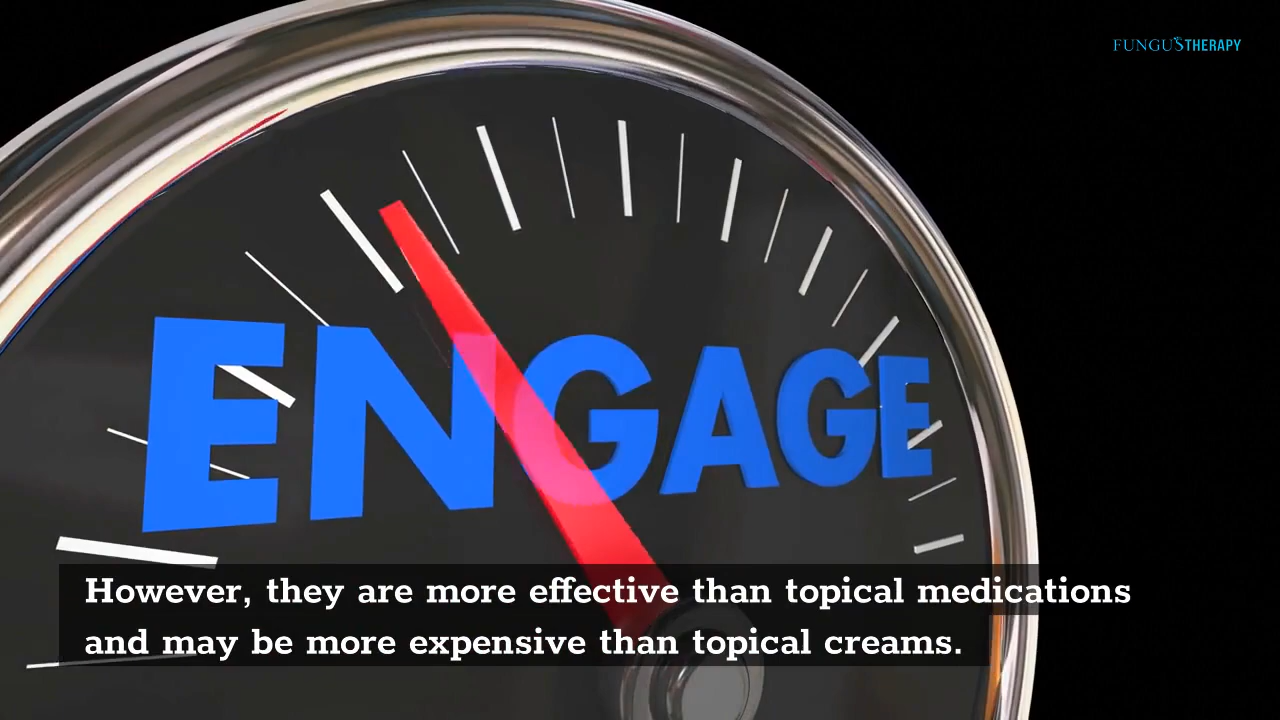 FUNGUSTHERAPY
ENGAGE
However, they are more effective than topical medications
and may be more expensive than topical creams.